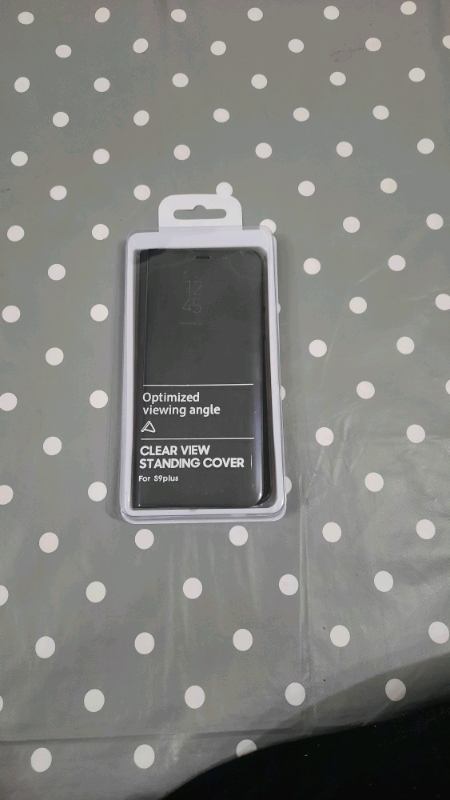 12
45
Optimized
viewing angle
CLEAR VIEW
STANDING COVER
For S9plus